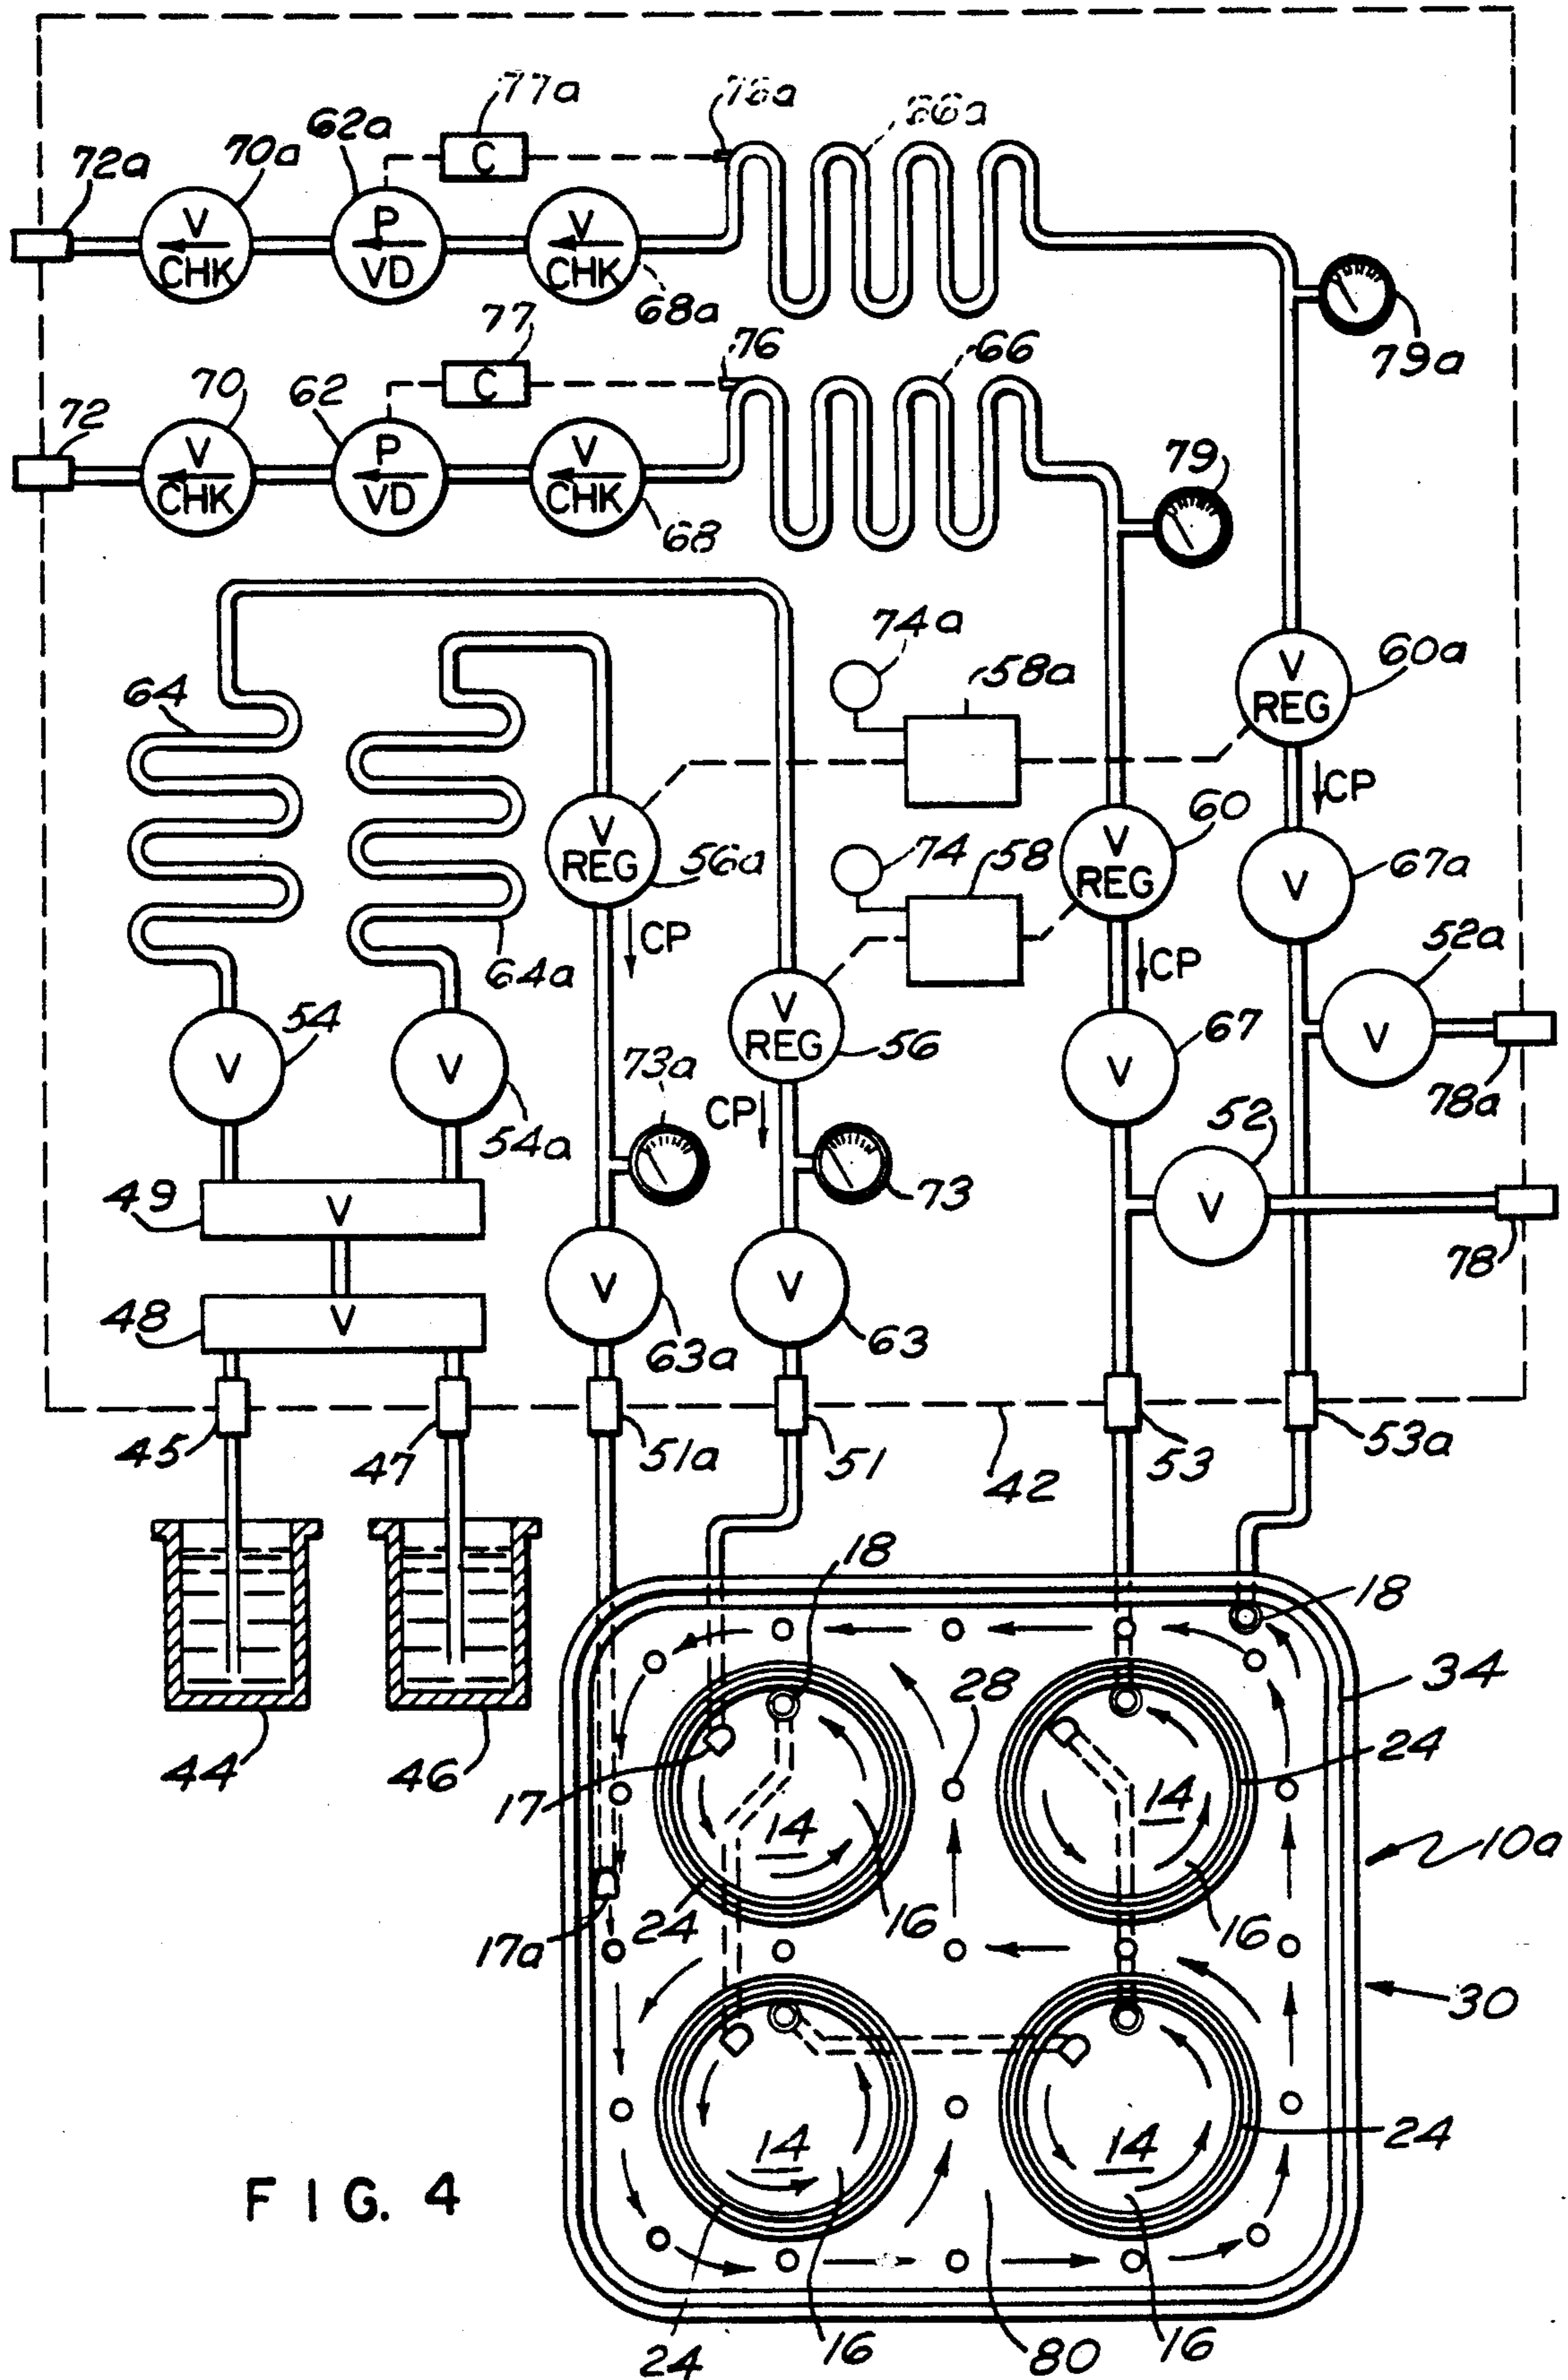 77a
76a
66a
62a
C
70a
72a
V
CHK
P
VD
V
CHK
68a
79a
77
76
66
70
62
C
72
V
CHK
P
VD
V
CHK
68
79
74a
58a
60a
64
V
REG
CP
60
V
REG
56a
74
58
V
REG
67a
V
CP
64a
CP
52a
54
V
REG
56
67
V
V
V
73a
V
78a
54a
CP
52
49
V
73
V
78
48
V
V
63a
V
63
45
47
51a
51
42
53
53a
18
18
34
28
24
44
46
17
14
14
10a
24
16
16
17a
30
14
14
24
FIG. 4
24
16
80
16